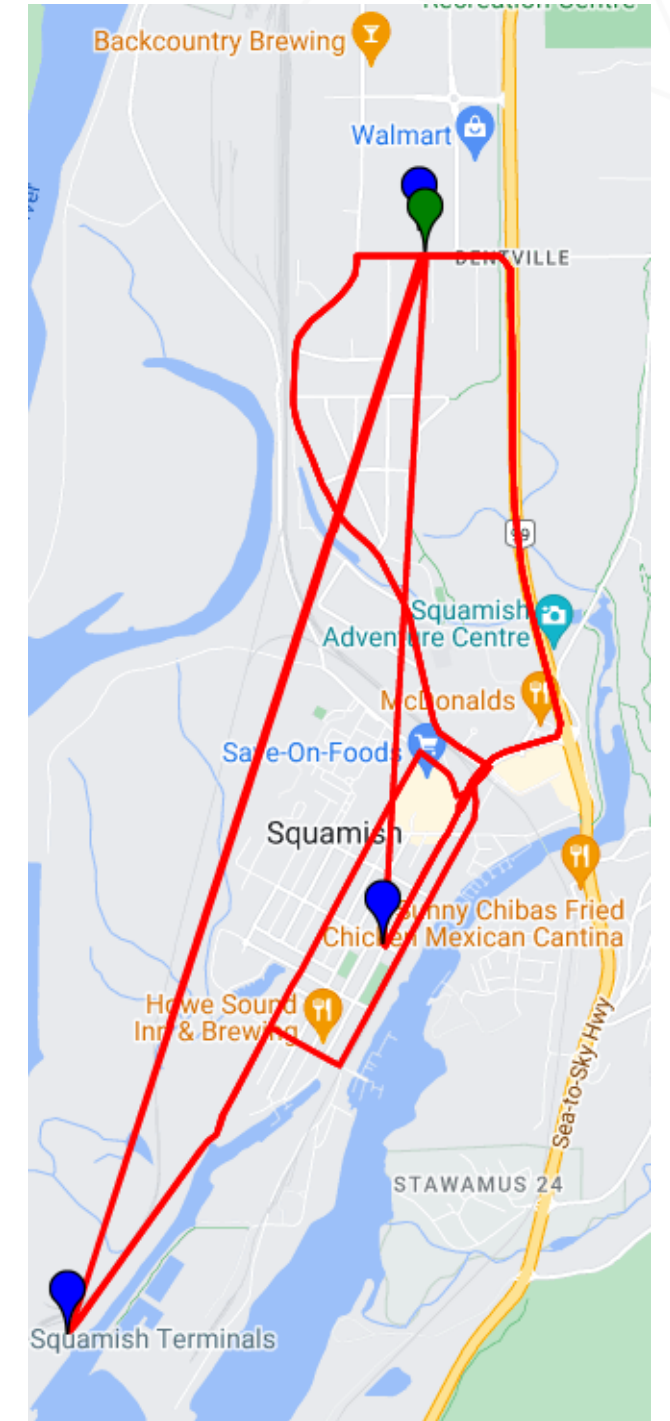 Recreation Centre
Backcountry Brewing
Walmart
DENTVILLE
99
Squamish
Adventure Centre
McDonalds
Save-On-Foods
Squamish
Sunny Chibas Fried
Chicken Mexican Cantina
Howe Sound
Inn & Brewing
Sea-to-Sky Hwy
STAWAMUS 24
Squamish Terminals